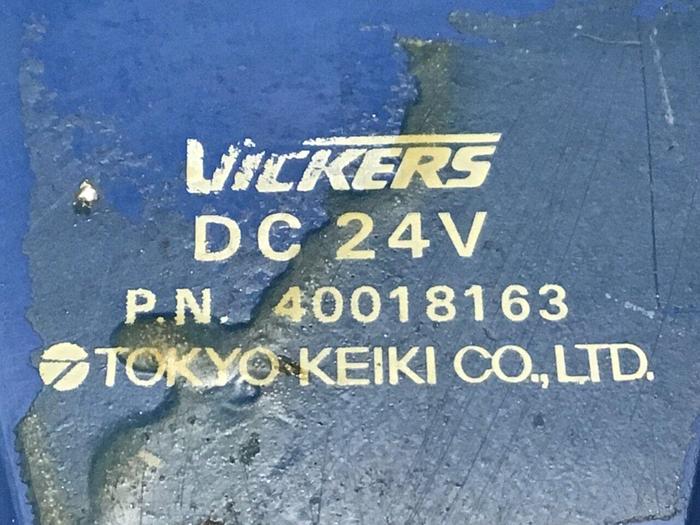 VICKERS
DC 24V
P.N. 40018163
TOKYO KEIKI CO., LTD.